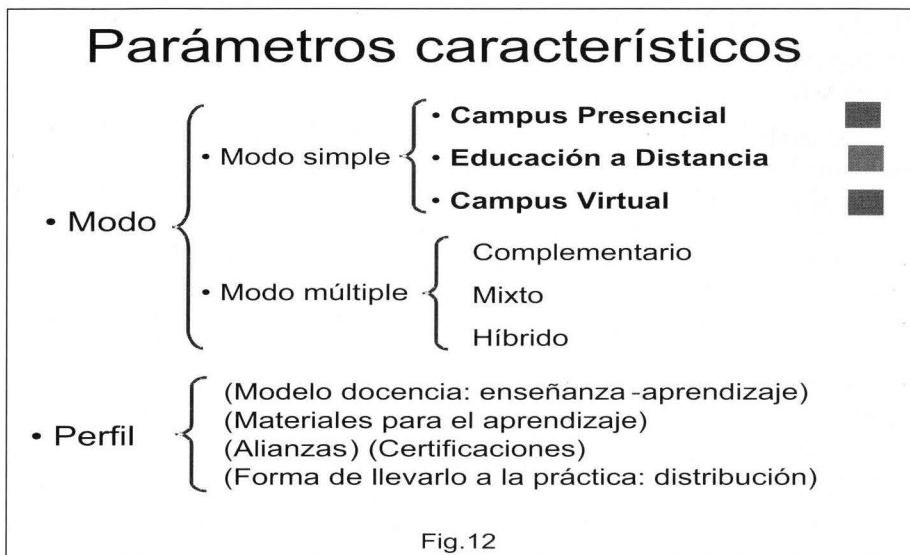 Parámetros característicos
• Modo
• Modo simple
• Campus Presencial
• Educación a Distancia
• Campus Virtual
• Modo múltiple
Complementario
Mixto
Híbrido
• Perfil
(Modelo docencia: enseñanza-aprendizaje)
(Materiales para el aprendizaje)
(Alianzas) (Certificaciones)
(Forma de llevarlo a la práctica: distribución)
Fig.12